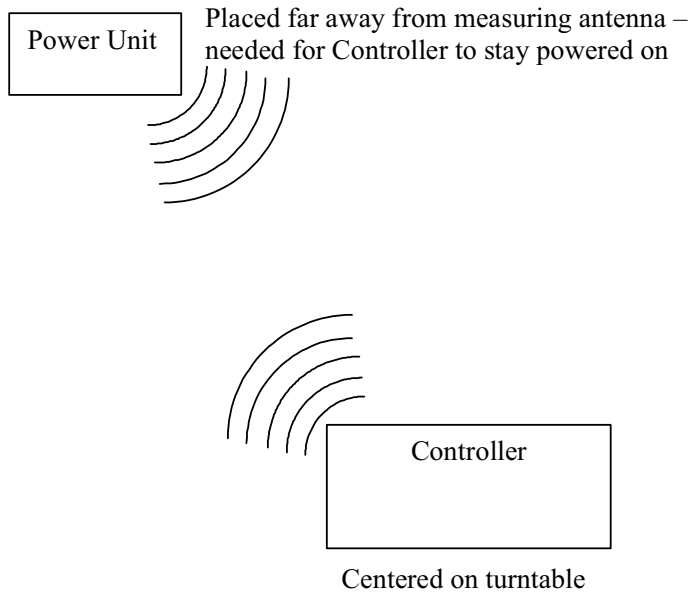 Power Unit
Placed far away from measuring antenna –
needed for Controller to stay powered on
Controller
Centered on turntable